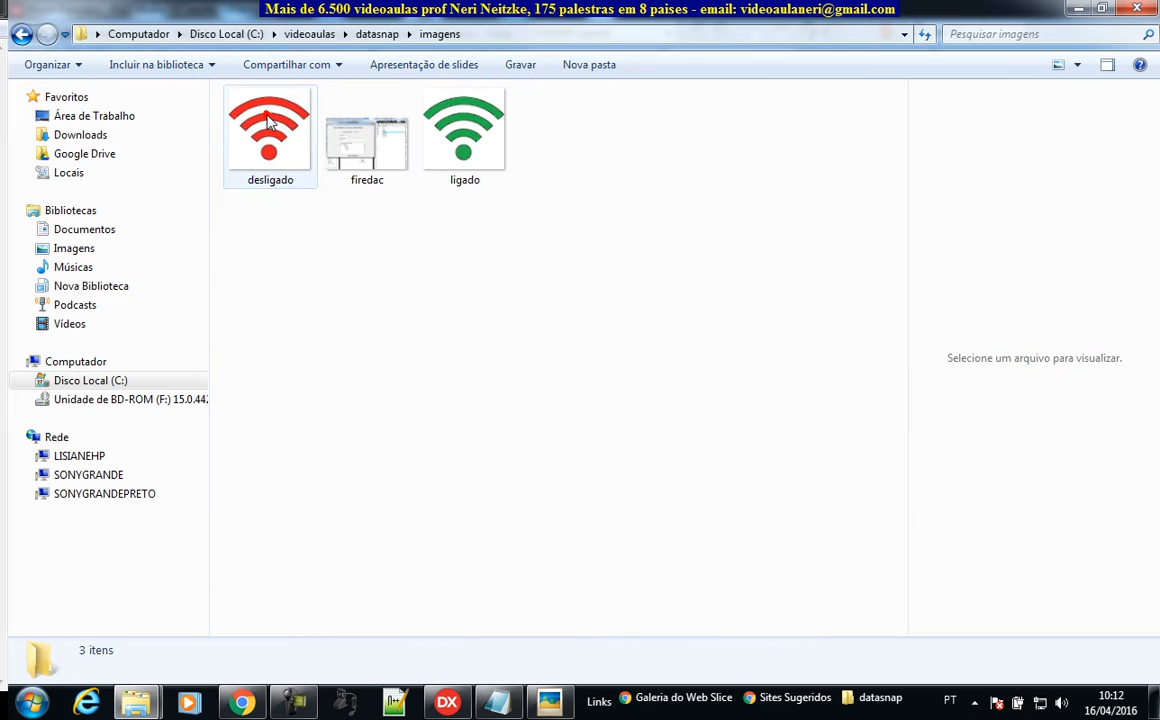 Mais de 6.500 videoaulas prof Neri Neitzke, 175 palestras em 8 paises - email: videoaulaneri@gmail.com
Computador Disco Local (C:) videoaulas datasnap imagens
Pesquisar imagens
Organizar Incluir na biblioteca Compartilhar com Apresentação de slides Gravar Nova pasta
Favoritos
Área de Trabalho
Downloads
Google Drive
Locais
Bibliotecas
Documentos
Imagens
Músicas
Nova Biblioteca
Podcasts
Vídeos
Computador
Disco Local (C:)
Unidade de BD-ROM (F:) 15.0.442
Rede
LISIANEHP
SONYGRANDE
SONYGRANDEPRETO
desligado firedac ligado
Selecione um arquivo para visualizar.
3 itens
DX
Links Galeria do Web Slice Sites Sugeridos datasnap PT
10:12
16/04/2016